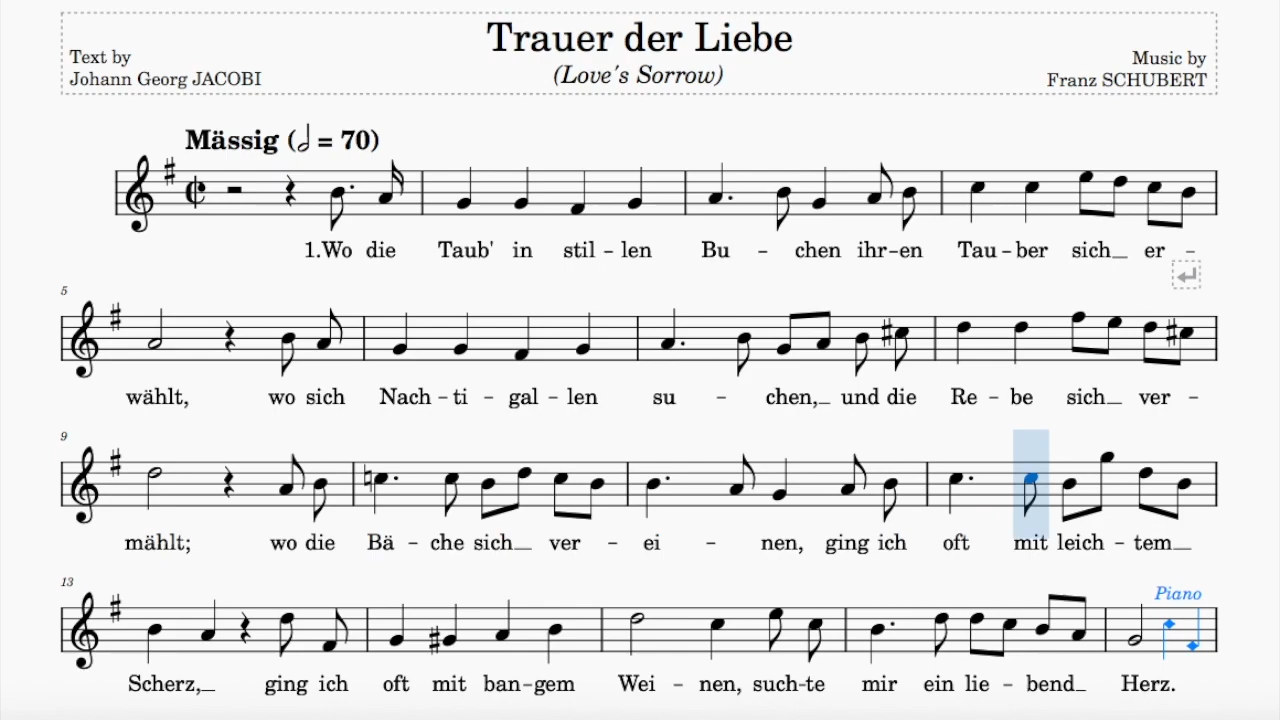 Trauer der Liebe
(Love's Sorrow)
Text by
Johann Georg JACOBI
Music by
Franz SCHUBERT
Mässig (𝅗𝅥 = 70)
1.Wo die Taub' in stil - len Bu - chen ihr-en Tau - ber sich_ er -
5
wählt, wo sich Nach - ti - gal - len su - chen,_ und die Re - be sich_ ver -
9
mählt; wo die Bä - che sich_ ver - ei - nen, ging ich oft mit leich - tem_
13
Piano
Scherz,_ ging ich oft mit ban-gem Wei - nen, such-te mir ein lie - bend_ Herz.